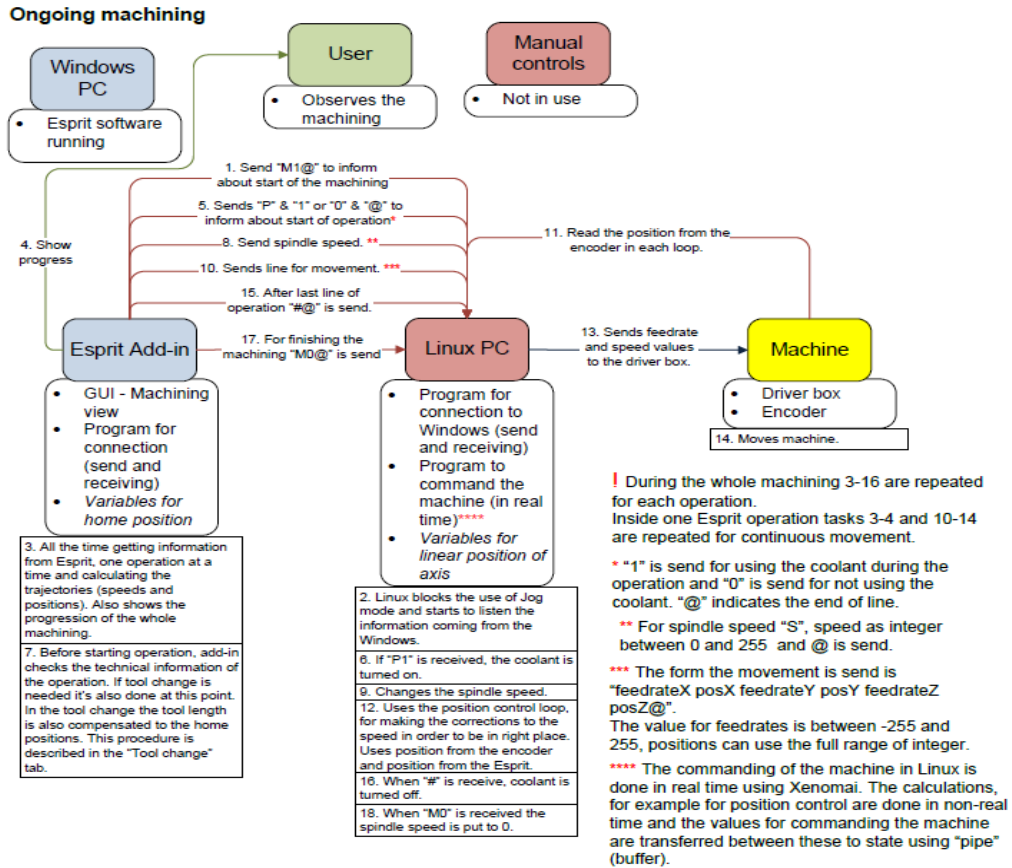 Ongoing machining
Windows
PC
• Esprit software
running
User
• Observes the
machining
Manual
controls
• Not in use
1. Send “M1@” to inform
about start of the machining
5. Sends “P” & “1” or “0” & “@” to
inform about start of operation*
8. Send spindle speed. **
10. Sends line for movement. ***
15. After last line of
operation “#@” is send.
17. For finishing the
machining “M0@” is send
4. Show
progress
11. Read the position from the
encoder in each loop.
13. Sends feedrate
and speed values
to the driver box.
Esprit Add-in
• GUI - Machining
view
• Program for
connection
(send and
receiving)
• Variables for
home position
3. All the time getting information
from Esprit, one operation at a
time and calculating the
trajectories (speeds and
positions). Also shows the
progression of the whole
machining.
7. Before starting operation, add-in
checks the technical information of
the operation. If tool change is
needed it’s also done at this point.
In the tool change the tool length
is also compensated to the home
positions. This procedure is
described in the “Tool change”
tab.
Linux PC
• Program for
connection to
Windows (send
and receiving)
• Program to
command the
machine (in real
time)****
• Variables for
linear position of
axis
2. Linux blocks the use of Jog
mode and starts to listen the
information coming from the
Windows.
6. If “P1” is received, the coolant is
turned on.
9. Changes the spindle speed.
12. Uses the position control loop,
for making the corrections to the
speed in order to be in right place.
Uses position from the encoder
and position from the Esprit.
16. When “#” is receive, coolant is
turned off.
18. When “M0” is received the
spindle speed is put to 0.
Machine
• Driver box
• Encoder
14. Moves machine.
! During the whole machining 3-16 are repeated
for each operation.
Inside one Esprit operation tasks 3-4 and 10-14
are repeated for continuous movement.
* “1” is send for using the coolant during the
operation and “0” is send for not using the
coolant. “@” indicates the end of line.
** For spindle speed “S”, speed as integer
between 0 and 255 and @ is send.
*** The form the movement is send is
“feedrateX posX feedrateY posY feedrateZ
posZ@”.
The value for feedrates is between -255 and
255, positions can use the full range of integer.
**** The commanding of the machine in Linux is
done in real time using Xenomai. The calculations,
for example for position control are done in non-real
time and the values for commanding the machine
are transferred between these to state using “pipe”
(buffer).